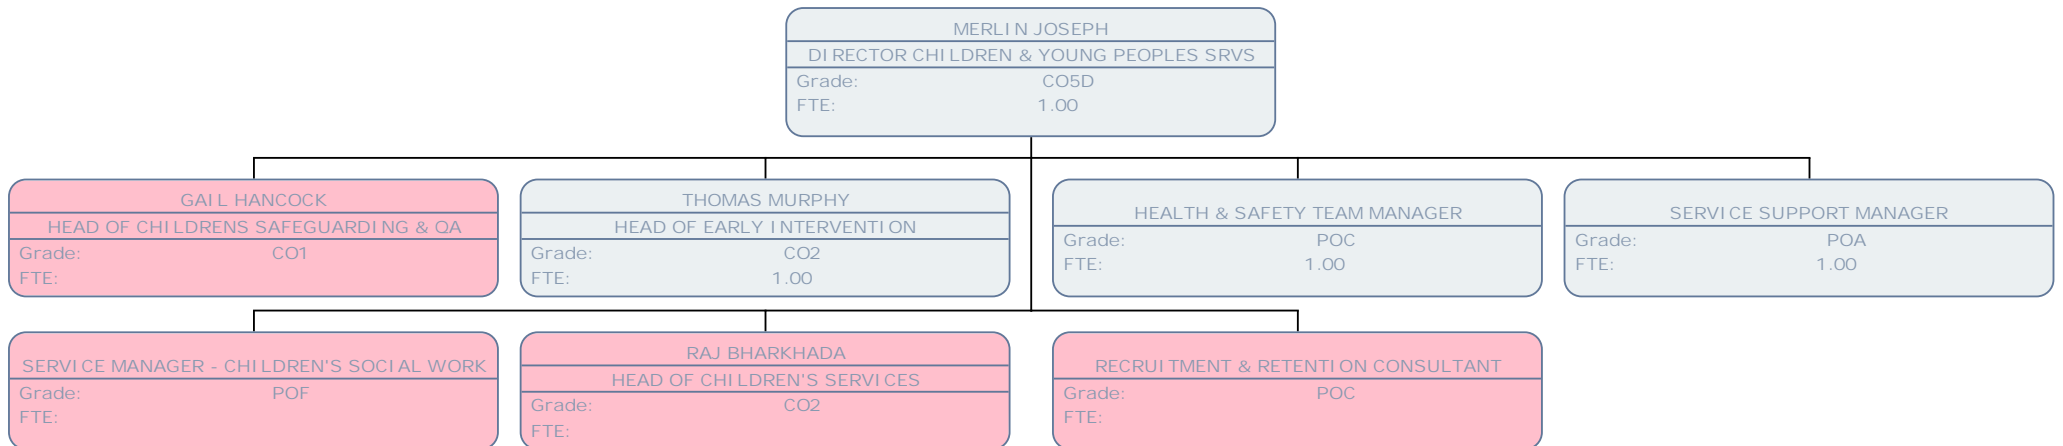 MERLIN JOSEPH
DIRECTOR CHILDREN & YOUNG PEOPLES SRVS
Grade: CO5D
FTE: 1.00
GAIL HANCOCK
HEAD OF CHILDRENS SAFEGUARDING & QA
Grade: CO1
FTE:
THOMAS MURPHY
HEAD OF EARLY INTERVENTION
Grade: CO2
FTE: 1.00
HEALTH & SAFETY TEAM MANAGER
Grade: POC
FTE: 1.00
SERVICE SUPPORT MANAGER
Grade: POA
FTE: 1.00
SERVICE MANAGER - CHILDREN'S SOCIAL WORK
Grade: POF
FTE:
RAJ BHARKHADA
HEAD OF CHILDREN'S SERVICES
Grade: CO2
FTE:
RECRUITMENT & RETENTION CONSULTANT
Grade: POC
FTE: